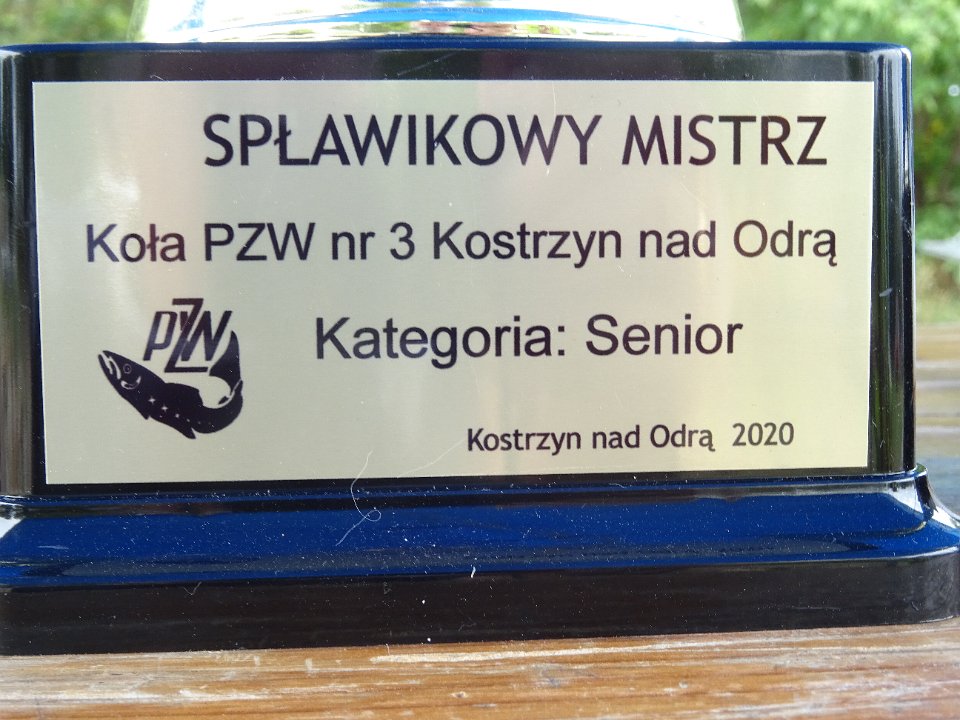 SPŁAWIKOWY MISTRZ
Koła PZW nr 3 Kostrzyn nad Odrą
PZW
Kategoria: Senior
Kostrzyn nad Odrą 2020